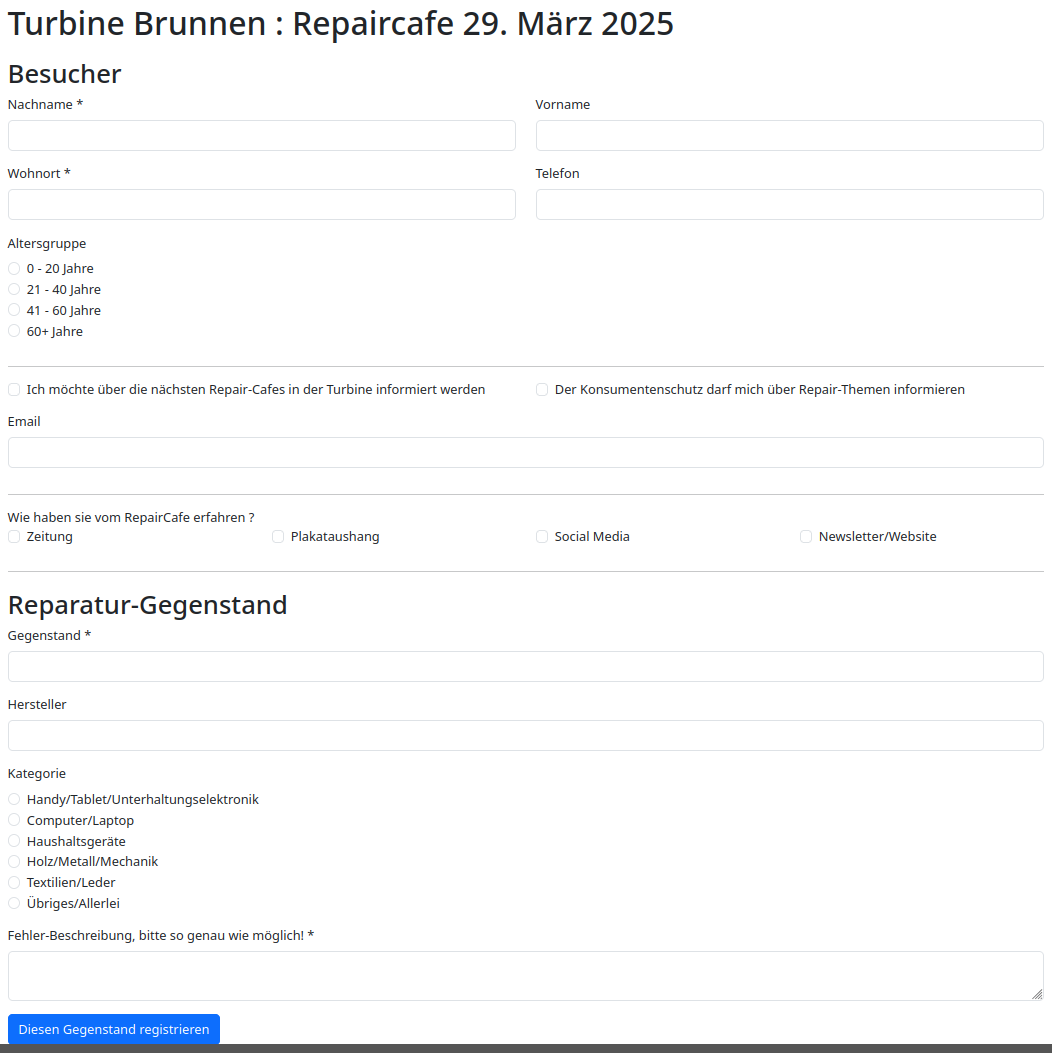 Turbine Brunnen : Repaircafe 29. März 2025
Besucher
Nachname *
Vorname
Wohnort *
Telefon
Altersgruppe
0 - 20 Jahre
21 - 40 Jahre
41 - 60 Jahre
60+ Jahre
Ich möchte über die nächsten Repair-Cafes in der Turbine informiert werden
Der Konsumentenschutz darf mich über Repair-Themen informieren
Email
Wie haben sie vom RepairCafe erfahren ?
Zeitung
Plakataushang
Social Media
Newsletter/Website
Reparatur-Gegenstand
Gegenstand *
Hersteller
Kategorie
Handy/Tablet/Unterhaltungselektronik
Computer/Laptop
Haushaltsgeräte
Holz/Metall/Mechanik
Textilien/Leder
Übriges/Allerlei
Fehler-Beschreibung, bitte so genau wie möglich! *
Diesen Gegenstand registrieren